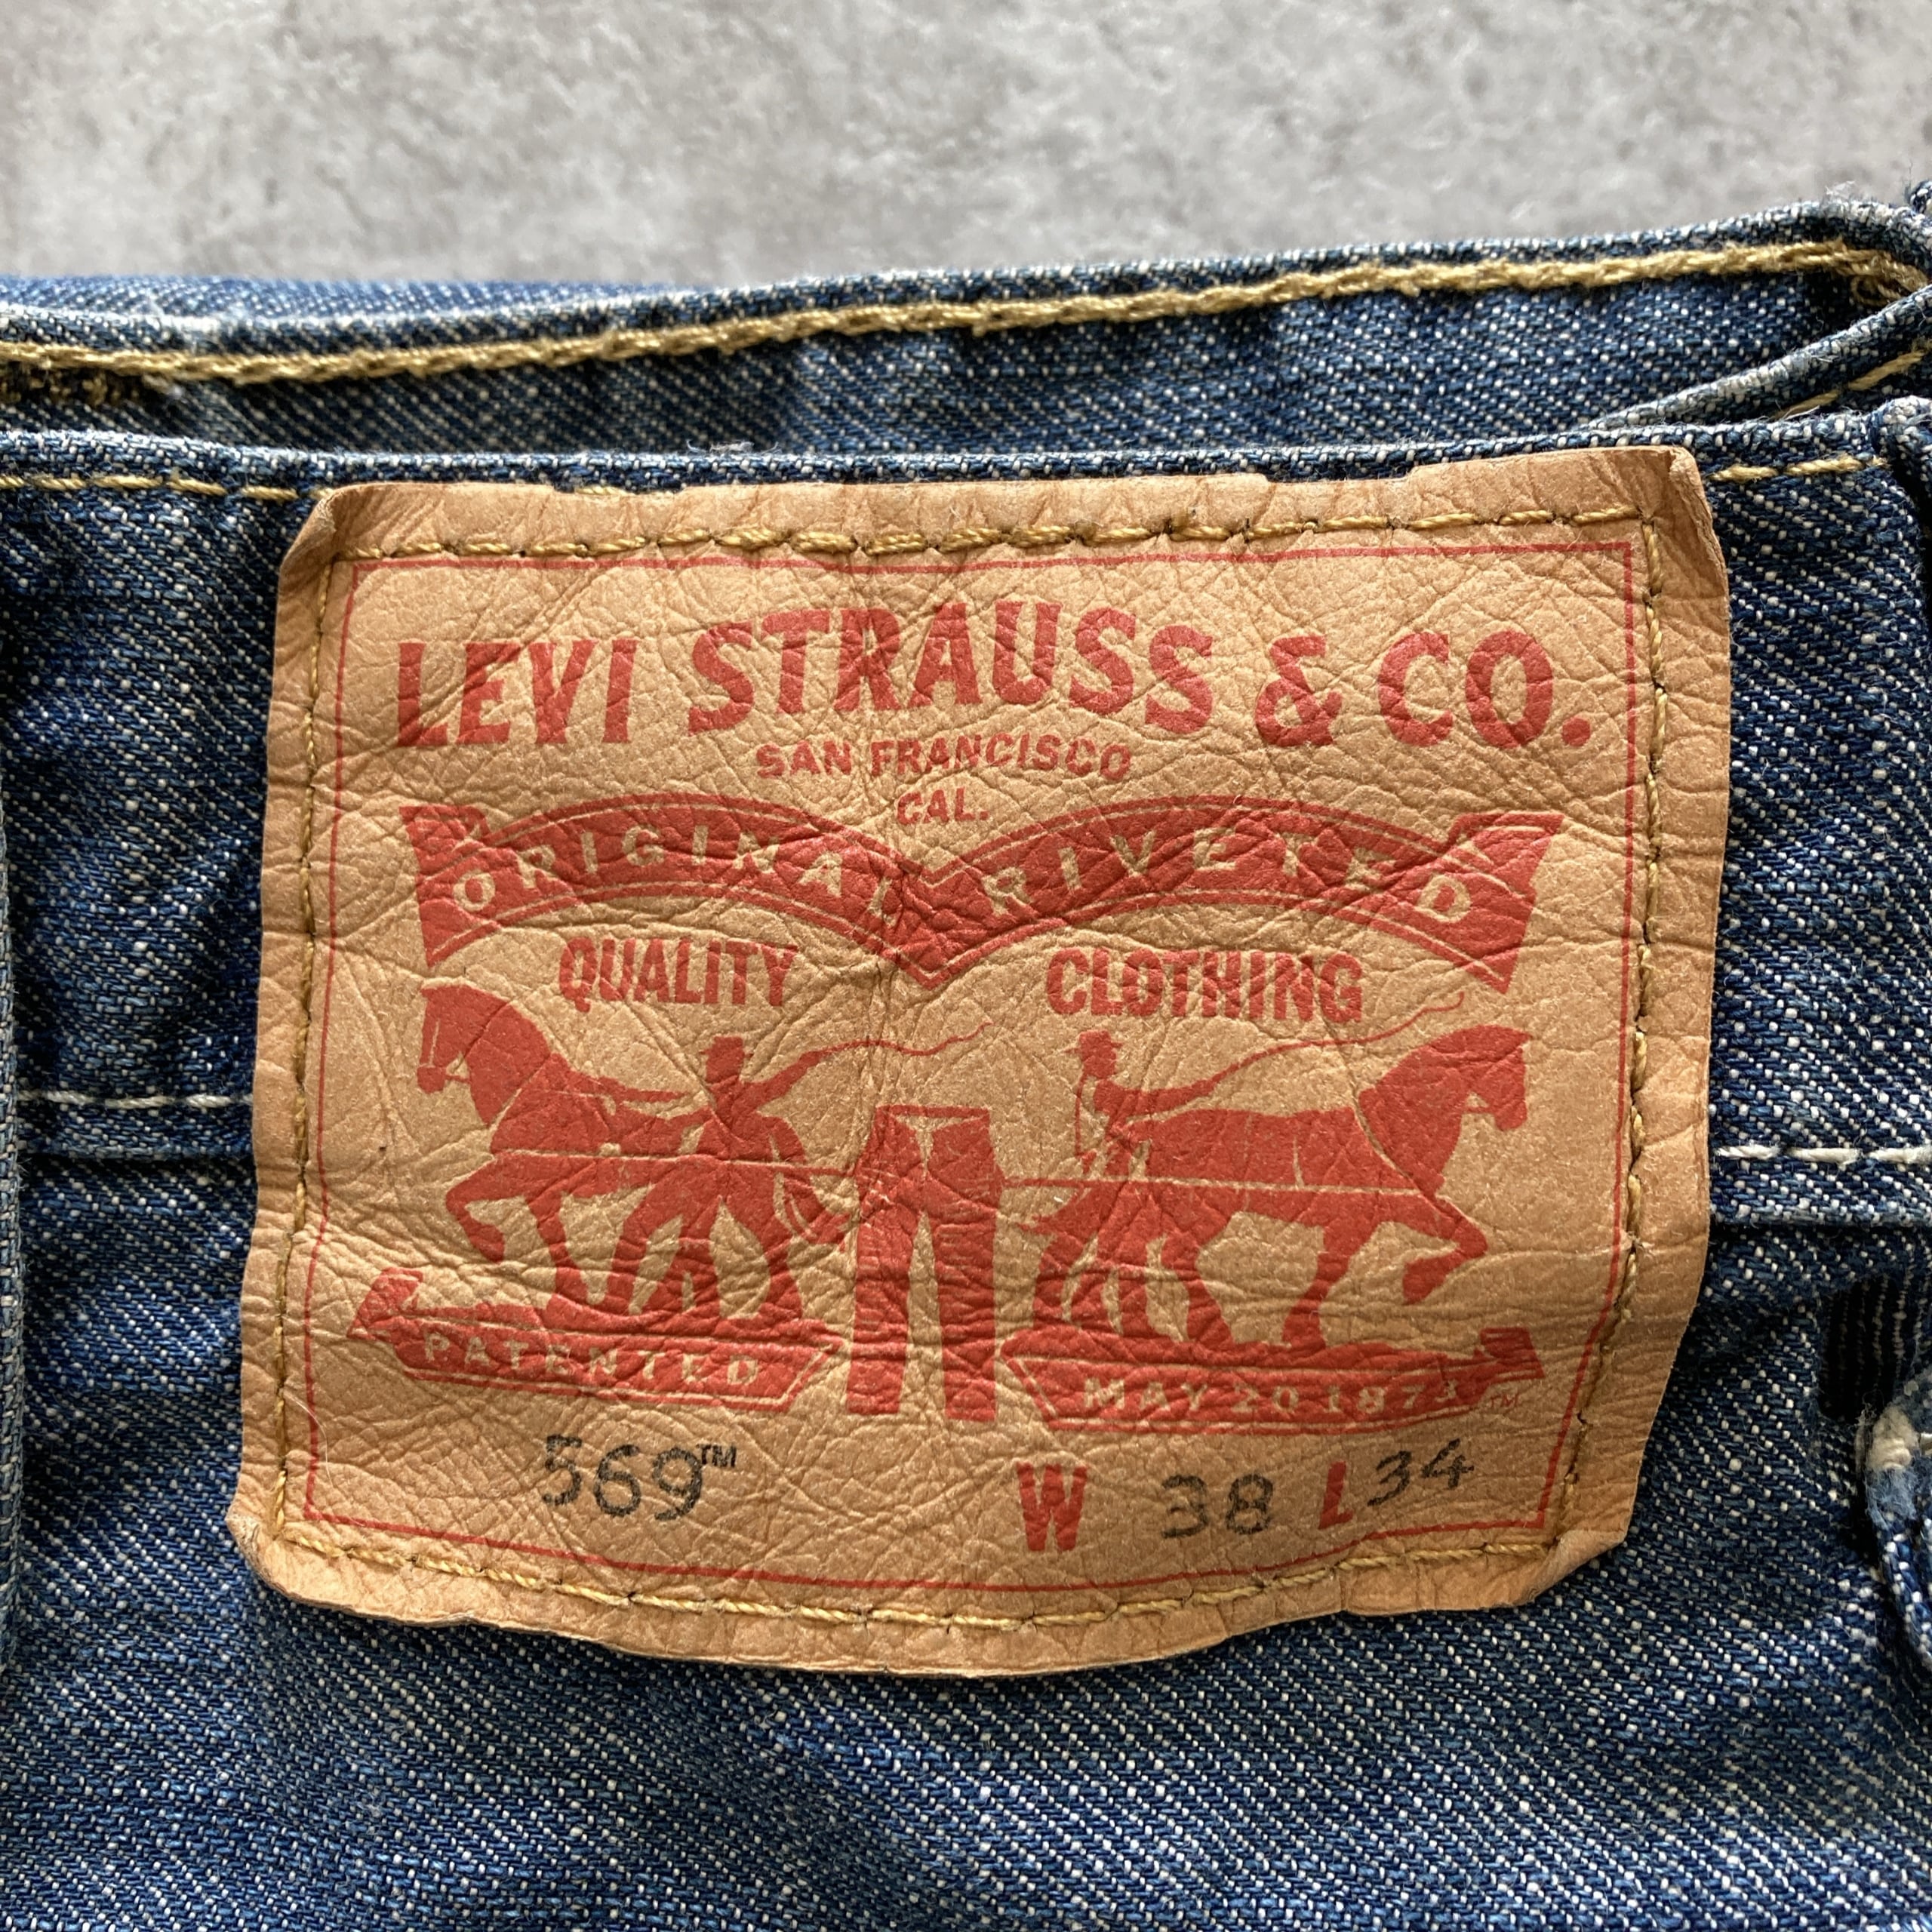 LEVI STRAUSS & CO.
SAN FRANCISCO
CAL.
ORIGINAL RIVETED
QUALITY CLOTHING
PATENTED MAY 20 1873 TM
569™ W 38 L 34